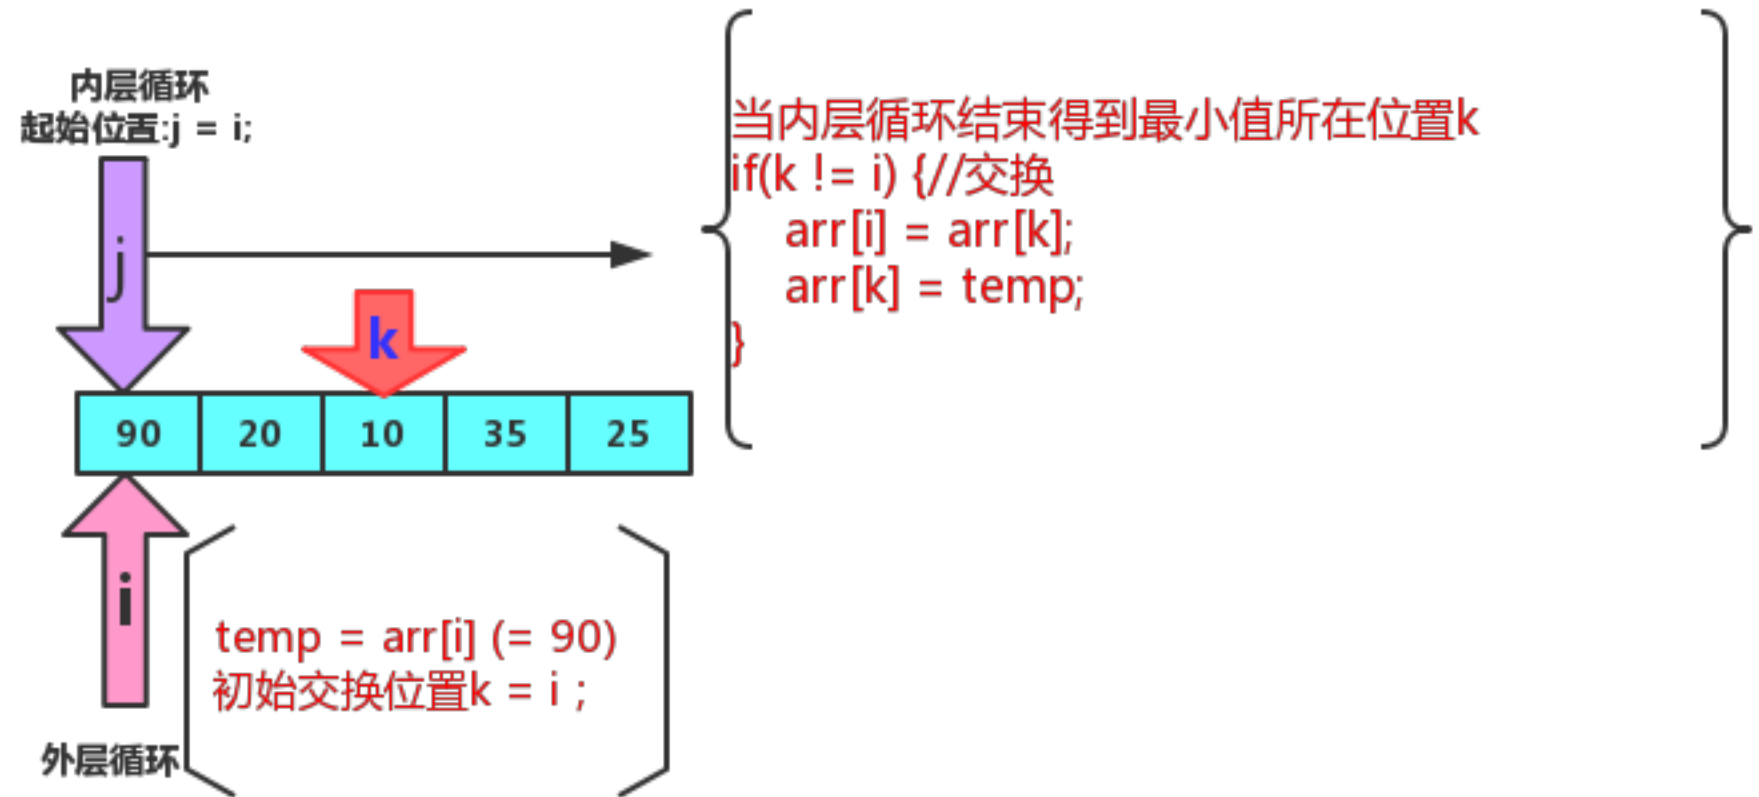 内层循环
起始位置:j = i;
当内层循环结束得到最小值所在位置k
if(k != i) {//交换
arr[i] = arr[k];
arr[k] = temp;
}
j
k
90 20 10 35 25
i
temp = arr[i] (= 90)
初始交换位置k = i ;
外层循环